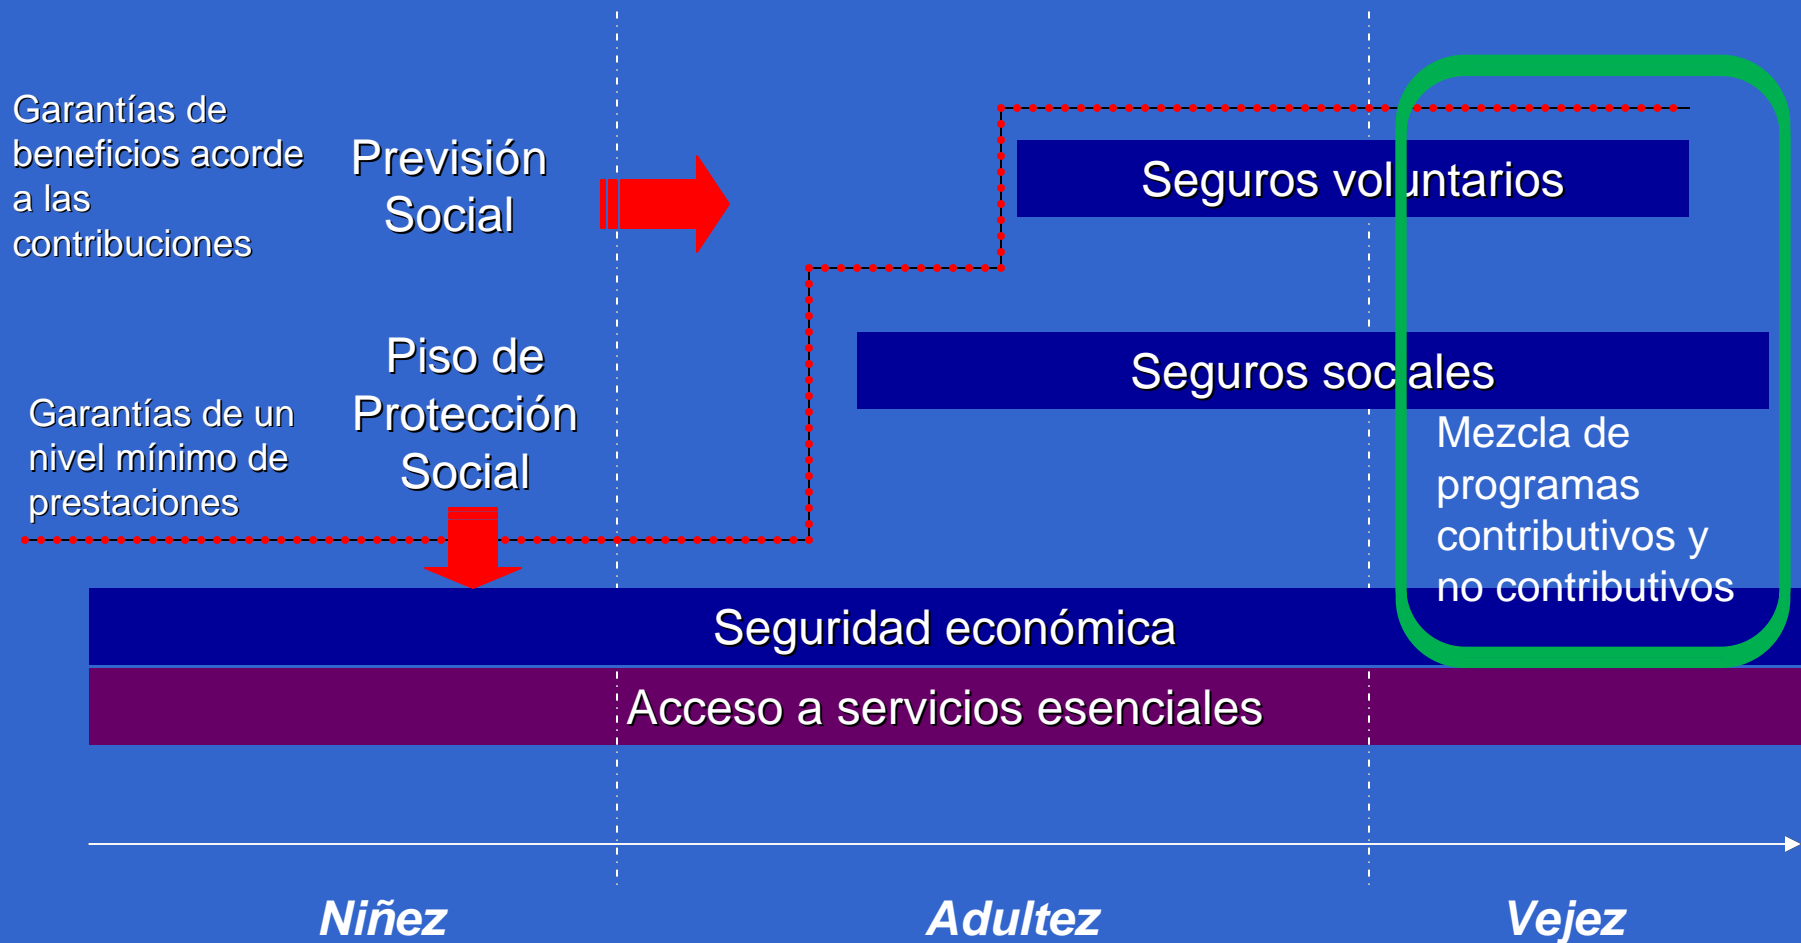 Garantías de
beneficios acorde
a las
contribuciones
Previsión
Social
Seguros voluntarios
Piso de
Protección
Social
Garantías de un
nivel mínimo de
prestaciones
Seguros sociales
Mezcla de
programas
contributivos y
no contributivos
Seguridad económica
Acceso a servicios esenciales
Niñez
Adultez
Vejez